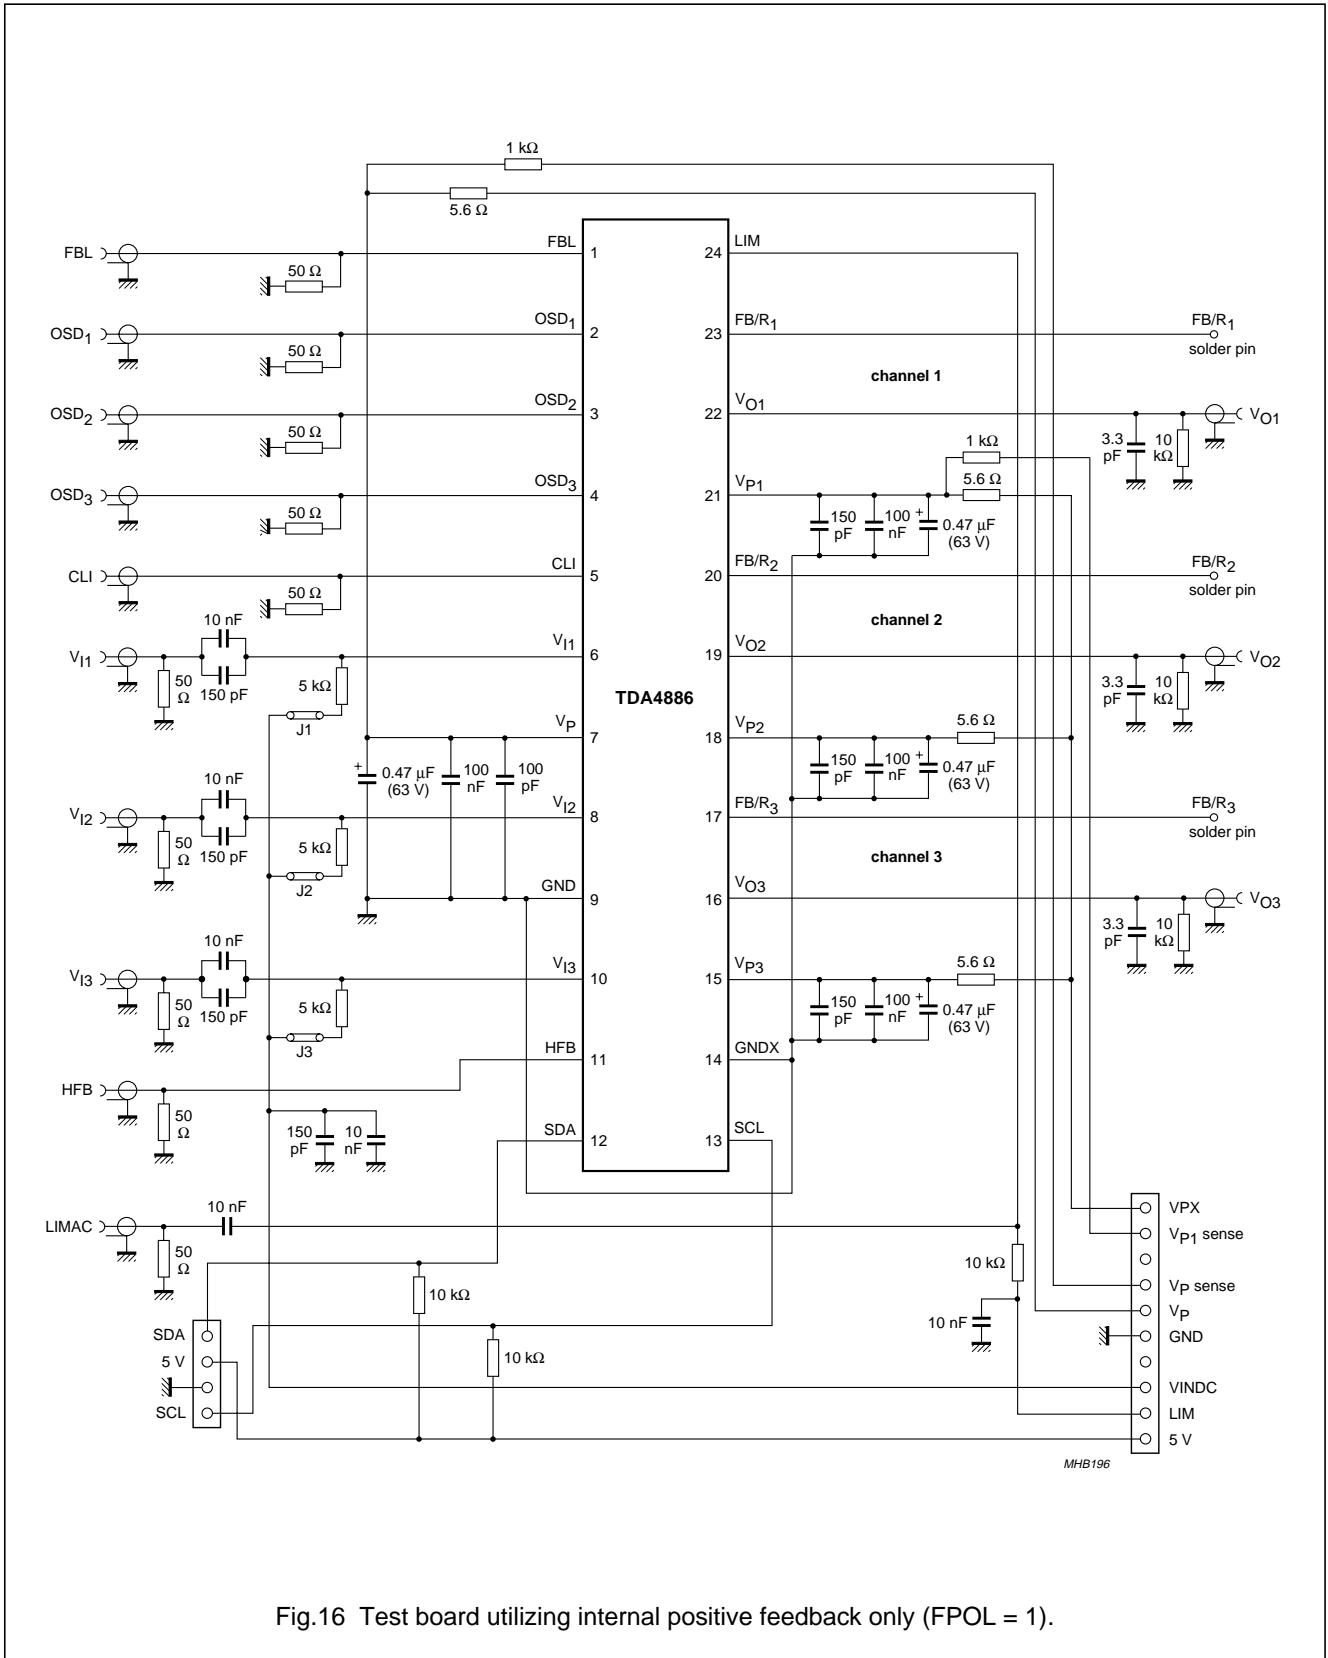 1 kΩ
5.6 Ω
FBL
50 Ω
FBL
1
24
LIM
OSD1
50 Ω
OSD1
2
23
FB/R1
FB/R1
solder pin
channel 1
OSD2
50 Ω
OSD2
3
22
VO1
3.3 pF
10 kΩ
VO1
1 kΩ
5.6 Ω
OSD3
50 Ω
OSD3
4
21
VP1
150 pF
100 nF
+
0.47 μF
(63 V)
CLI
50 Ω
CLI
5
20
FB/R2
FB/R2
solder pin
channel 2
VI1
50 Ω
10 nF
150 pF
5 kΩ
J1
VI1
6
19
VO2
3.3 pF
10 kΩ
VO2
TDA4886
VP
7
+
0.47 μF
(63 V)
100 nF
100 pF
18
VP2
5.6 Ω
150 pF
100 nF
+
0.47 μF
(63 V)
VI2
50 Ω
10 nF
150 pF
5 kΩ
J2
VI2
8
17
FB/R3
FB/R3
solder pin
channel 3
GND
9
16
VO3
3.3 pF
10 kΩ
VO3
VI3
50 Ω
10 nF
150 pF
5 kΩ
J3
VI3
10
15
VP3
5.6 Ω
150 pF
100 nF
+
0.47 μF
(63 V)
HFB
50 Ω
HFB
11
14
GNDX
150 pF
10 nF
SDA
12
13
SCL
LIMAC
50 Ω
10 nF
10 kΩ
10 kΩ
10 kΩ
10 nF
SDA
5 V
SCL
VPX
VP1 sense
VP sense
VP
GND
VINDC
LIM
5 V
MHB196
Fig.16 Test board utilizing internal positive feedback only (FPOL = 1).